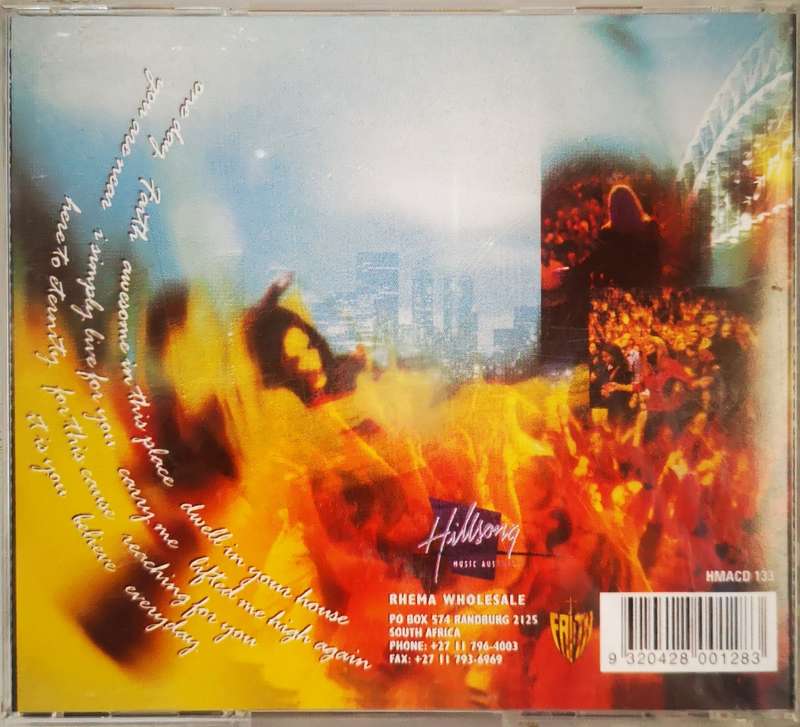 one day Faith awesome in this place dwell in your house
you are near i simply live for you carry me lifted me high again
here to eternity for this cause reaching for you
it is you believe everyday
Hillsong
MUSIC
HMACD 133
RHEMA WHOLESALE
PO BOX 574 RANDBURG 2125
SOUTH AFRICA
PHONE: +27 11 796-4003
FAX: +27 11 793-6969
FAITH
9 320428 001283